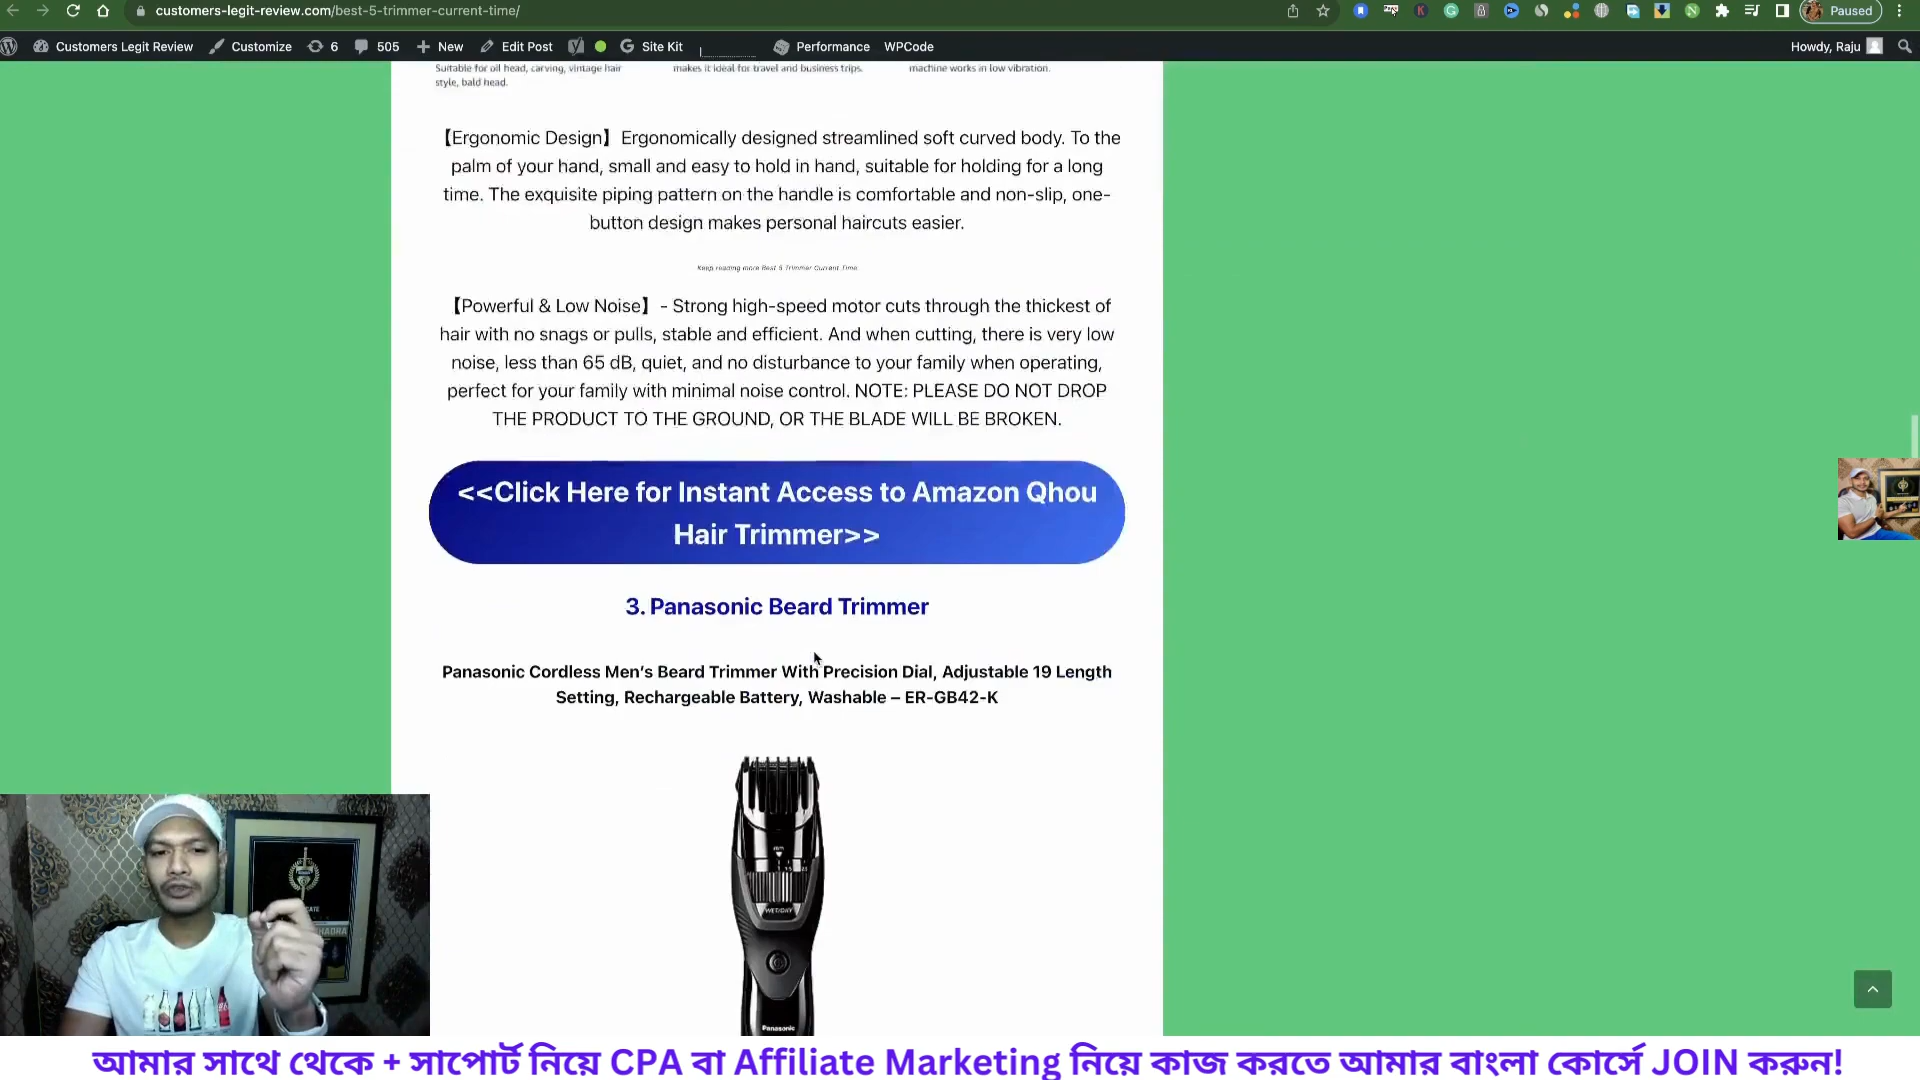 customers-legit-review.com/best-5-trimmer-current-time/
Paused
Customers Legit Review Customize 6 505 New Edit Post Site Kit Performance WPCode Howdy, Raju
Suitable for oil head, carving, vintage hair
style, bald head.
makes it ideal for travel and business trips.
machine works in low vibration.
【Ergonomic Design】Ergonomically designed streamlined soft curved body. To the
palm of your hand, small and easy to hold in hand, suitable for holding for a long
time. The exquisite piping pattern on the handle is comfortable and non-slip, one-
button design makes personal haircuts easier.
Keep reading more Best 5 Trimmer Current Time
【Powerful & Low Noise】- Strong high-speed motor cuts through the thickest of
hair with no snags or pulls, stable and efficient. And when cutting, there is very low
noise, less than 65 dB, quiet, and no disturbance to your family when operating,
perfect for your family with minimal noise control. NOTE: PLEASE DO NOT DROP
THE PRODUCT TO THE GROUND, OR THE BLADE WILL BE BROKEN.
<<Click Here for Instant Access to Amazon Qhou
Hair Trimmer>>
3. Panasonic Beard Trimmer
Panasonic Cordless Men's Beard Trimmer With Precision Dial, Adjustable 19 Length
Setting, Rechargeable Battery, Washable – ER-GB42-K
WET/DRY
Panasonic
আমার সাথে থেকে + সাপোর্ট নিয়ে CPA বা Affiliate Marketing নিয়ে কাজ করতে আমার বাংলা কোর্সে JOIN করুন!